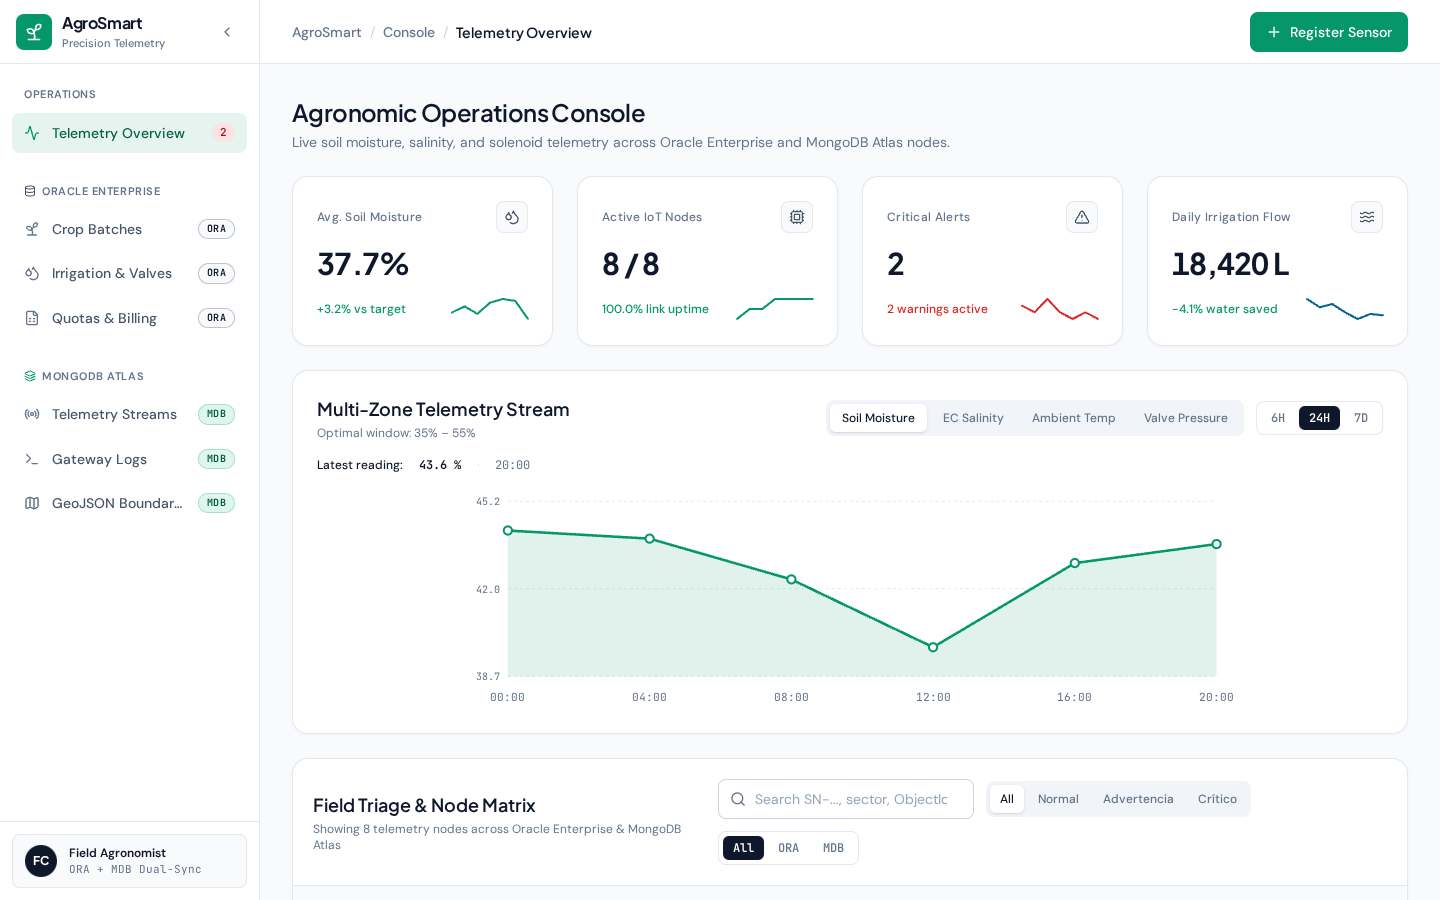 AgroSmart
Precision Telemetry
AgroSmart / Console / Telemetry Overview
Register Sensor
OPERATIONS
Telemetry Overview 2
ORACLE ENTERPRISE
Crop Batches ORA
Irrigation & Valves ORA
Quotas & Billing ORA
MONGODB ATLAS
Telemetry Streams MDB
Gateway Logs MDB
GeoJSON Boundar... MDB
FC
Field Agronomist
ORA + MDB Dual-Sync
Agronomic Operations Console
Live soil moisture, salinity, and solenoid telemetry across Oracle Enterprise and MongoDB Atlas nodes.
Avg. Soil Moisture
37.7%
+3.2% vs target
Active IoT Nodes
8 / 8
100.0% link uptime
Critical Alerts
2
2 warnings active
Daily Irrigation Flow
18,420 L
-4.1% water saved
Multi-Zone Telemetry Stream
Optimal window: 35% – 55%
Soil Moisture EC Salinity Ambient Temp Valve Pressure
6H 24H 7D
Latest reading: 43.6 % · 20:00
45.2
42.0
38.7
00:00 04:00 08:00 12:00 16:00 20:00
Field Triage & Node Matrix
Showing 8 telemetry nodes across Oracle Enterprise & MongoDB
Atlas
Search SN-..., sector, ObjectIc
All Normal Advertencia Crítico
All ORA MDB